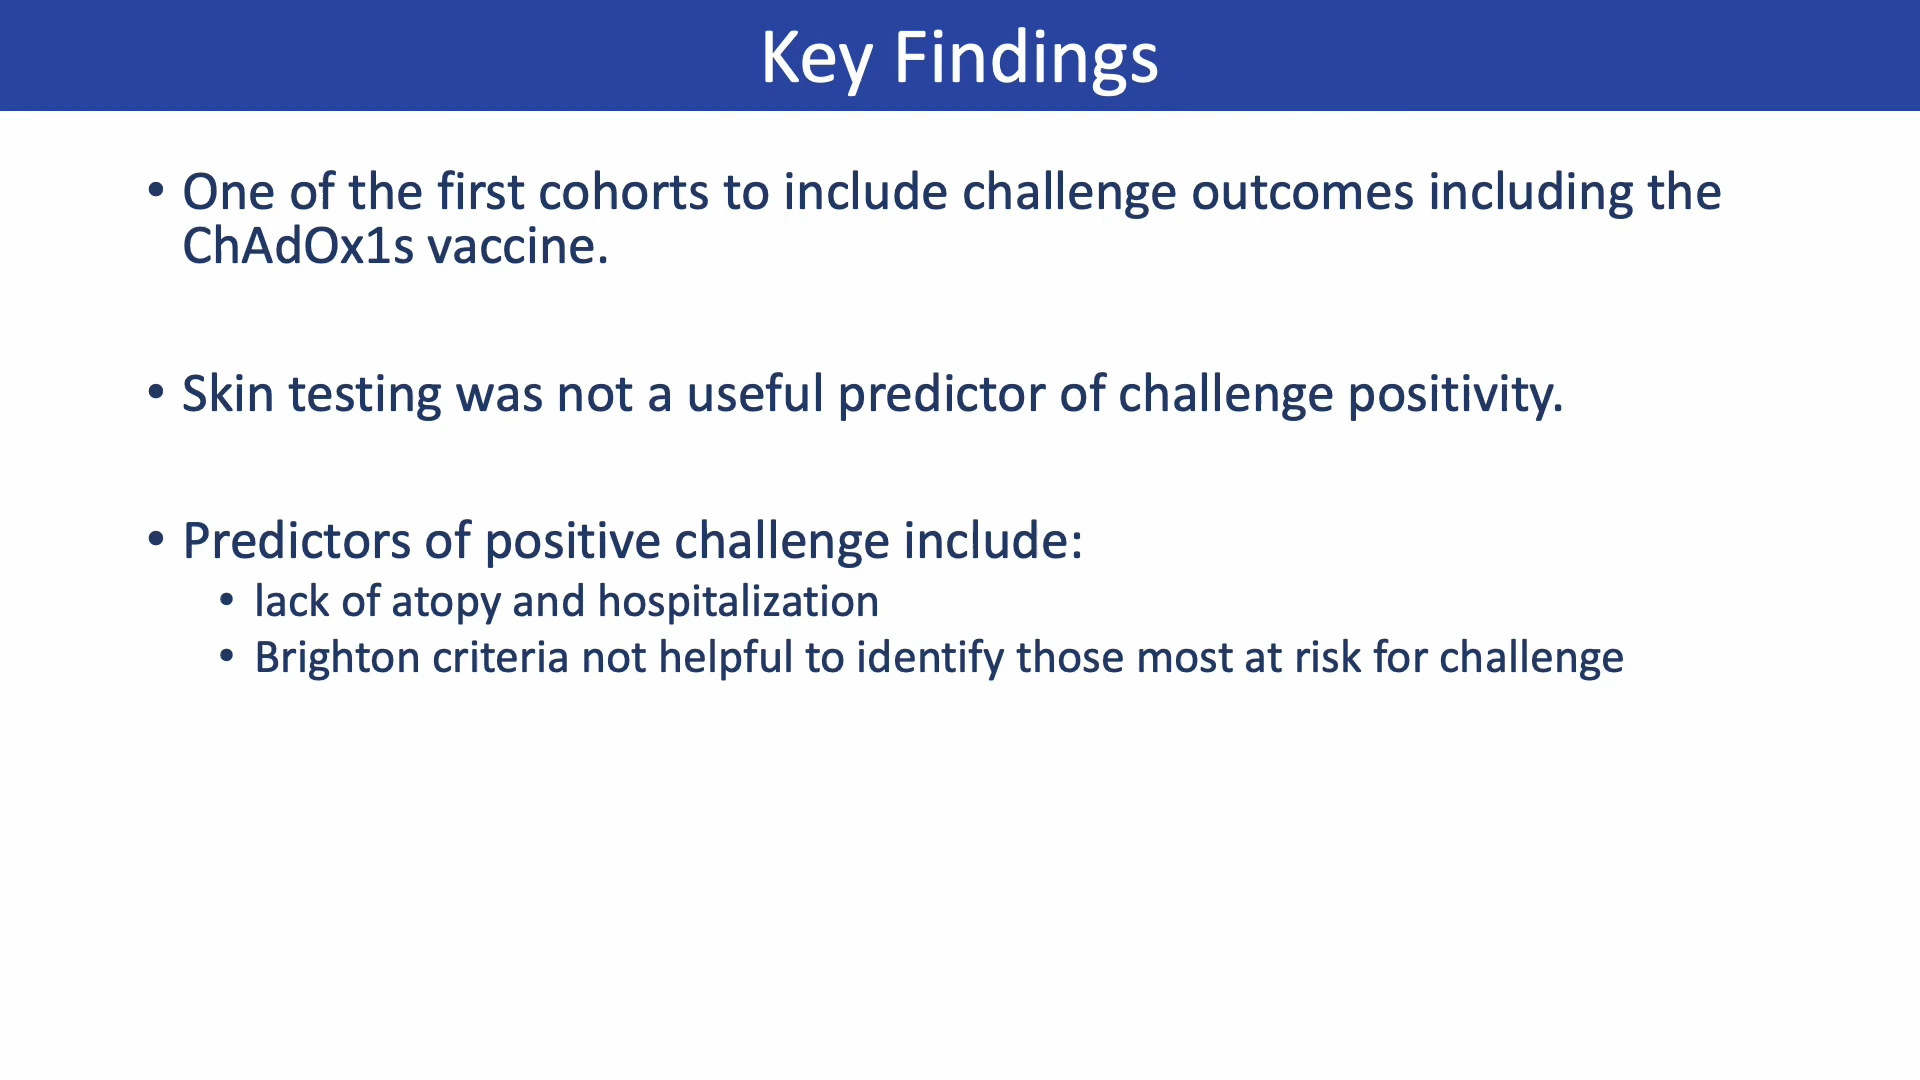 Key Findings
• One of the first cohorts to include challenge outcomes including the
ChAdOx1s vaccine.
• Skin testing was not a useful predictor of challenge positivity.
• Predictors of positive challenge include:
• lack of atopy and hospitalization
• Brighton criteria not helpful to identify those most at risk for challenge